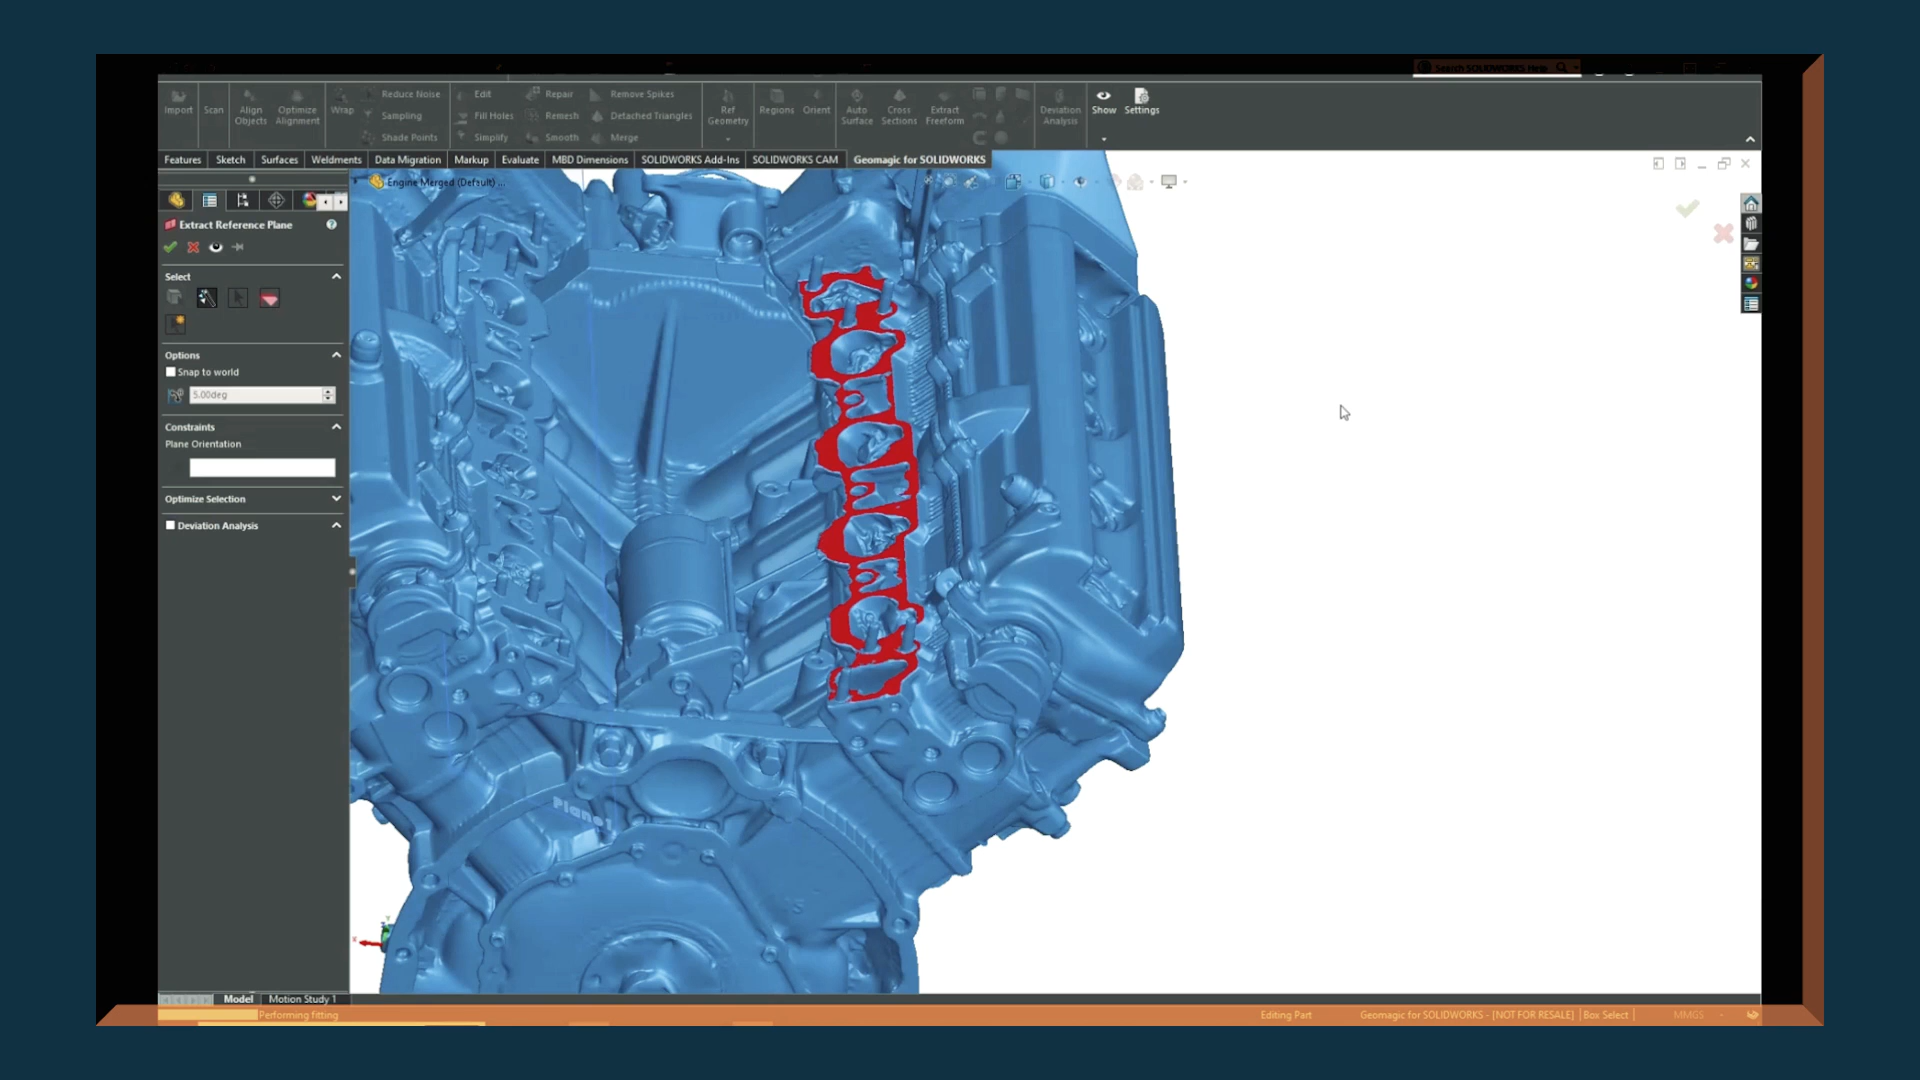 Search SOLIDWORKS Help
Import
Scan
Align Objects
Optimize Alignment
Wrap
Reduce Noise
Sampling
Shade Points
Edit
Fill Holes
Simplify
Repair
Remesh
Smooth
Remove Spikes
Detached Triangles
Merge
Ref Geometry
Regions
Orient
Auto Surface
Cross Sections
Extract Freeform
Deviation Analysis
Show
Settings
Features
Sketch
Surfaces
Weldments
Data Migration
Markup
Evaluate
MBD Dimensions
SOLIDWORKS Add-Ins
SOLIDWORKS CAM
Geomagic for SOLIDWORKS
Engine Merged (Default) ...
Extract Reference Plane
Select
Options
Snap to world
5.00deg
Constraints
Plane Orientation
Optimize Selection
Deviation Analysis
Plane1
Model
Motion Study 1
Performing fitting
Editing Part
Geomagic for SOLIDWORKS - [NOT FOR RESALE]
Box Select
MMGS